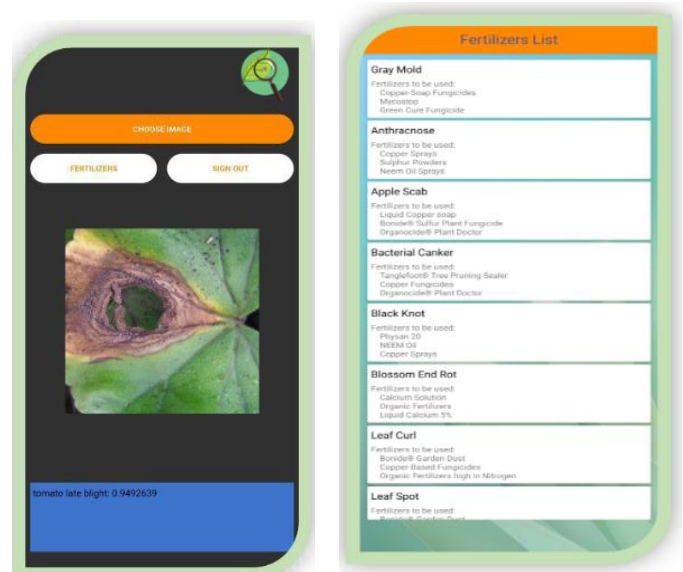 CHOOSE IMAGE
FERTILIZERS
SIGN OUT
tomato late blight: 0.9492639
Fertilizers List
Gray Mold
Fertilizers to be used:
Copper-Soap Fungicides
Mycostop
Green Cure Fungicide
Anthracnose
Fertilizers to be used:
Copper Sprays
Sulphur Powders
Neem Oil Sprays
Apple Scab
Fertilizers to be used:
Liquid Copper soap
Bonide® Sulfur Plant Fungicide
Organocide® Plant Doctor
Bacterial Canker
Fertilizers to be used:
Tanglefoot® Tree Pruning Sealer
Copper Fungicides
Organocide® Plant Doctor
Black Knot
Fertilizers to be used:
Physan 20
NEEM Oil
Copper Sprays
Blossom End Rot
Fertilizers to be used:
Calcium Solution
Organic Fertilizers
Liquid Calcium 5%
Leaf Curl
Fertilizers to be used:
Bonide® Garden Dust
Copper-Based Fungicides
Organic Fertilizers high in Nitrogen
Leaf Spot
Fertilizers to be used:
Bonide® Garden Dust